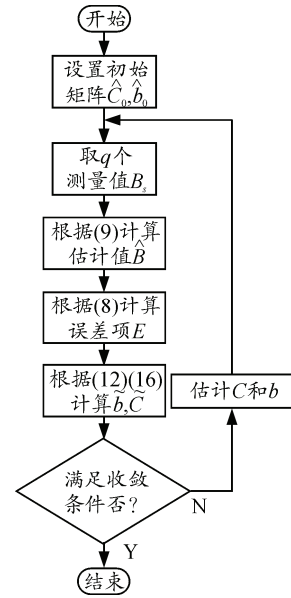 开始
设置初始
矩阵Ĉ₀,b̂₀
取q个
测量值Bₛ
根据(9)计算
估计值B̂
根据(8)计算
误差项E
根据(12)(16)
计算b̃,C̃
估计C和b
满足收敛
条件否?
N
Y
结束